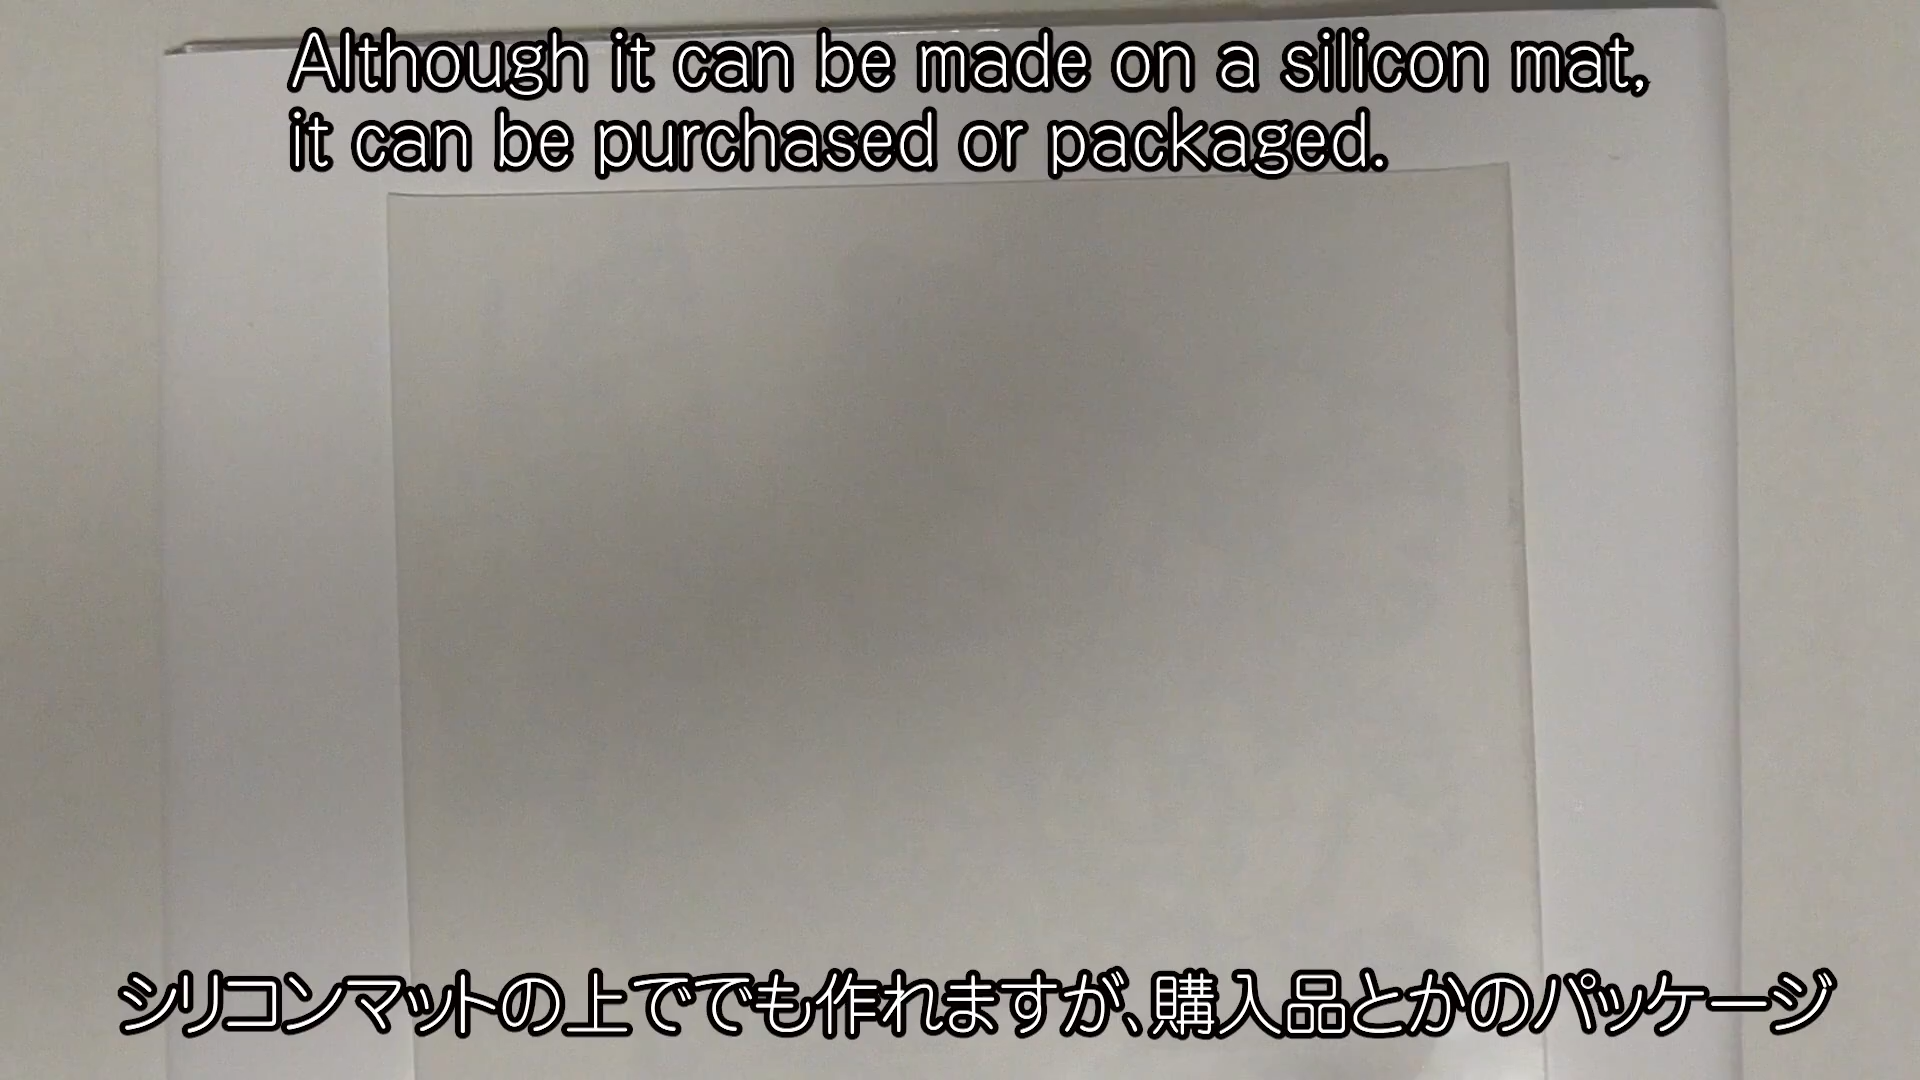 Although it can be made on a silicon mat,
it can be purchased or packaged.
シリコンマットの上ででも作れますが、購入品とかのパッケージ